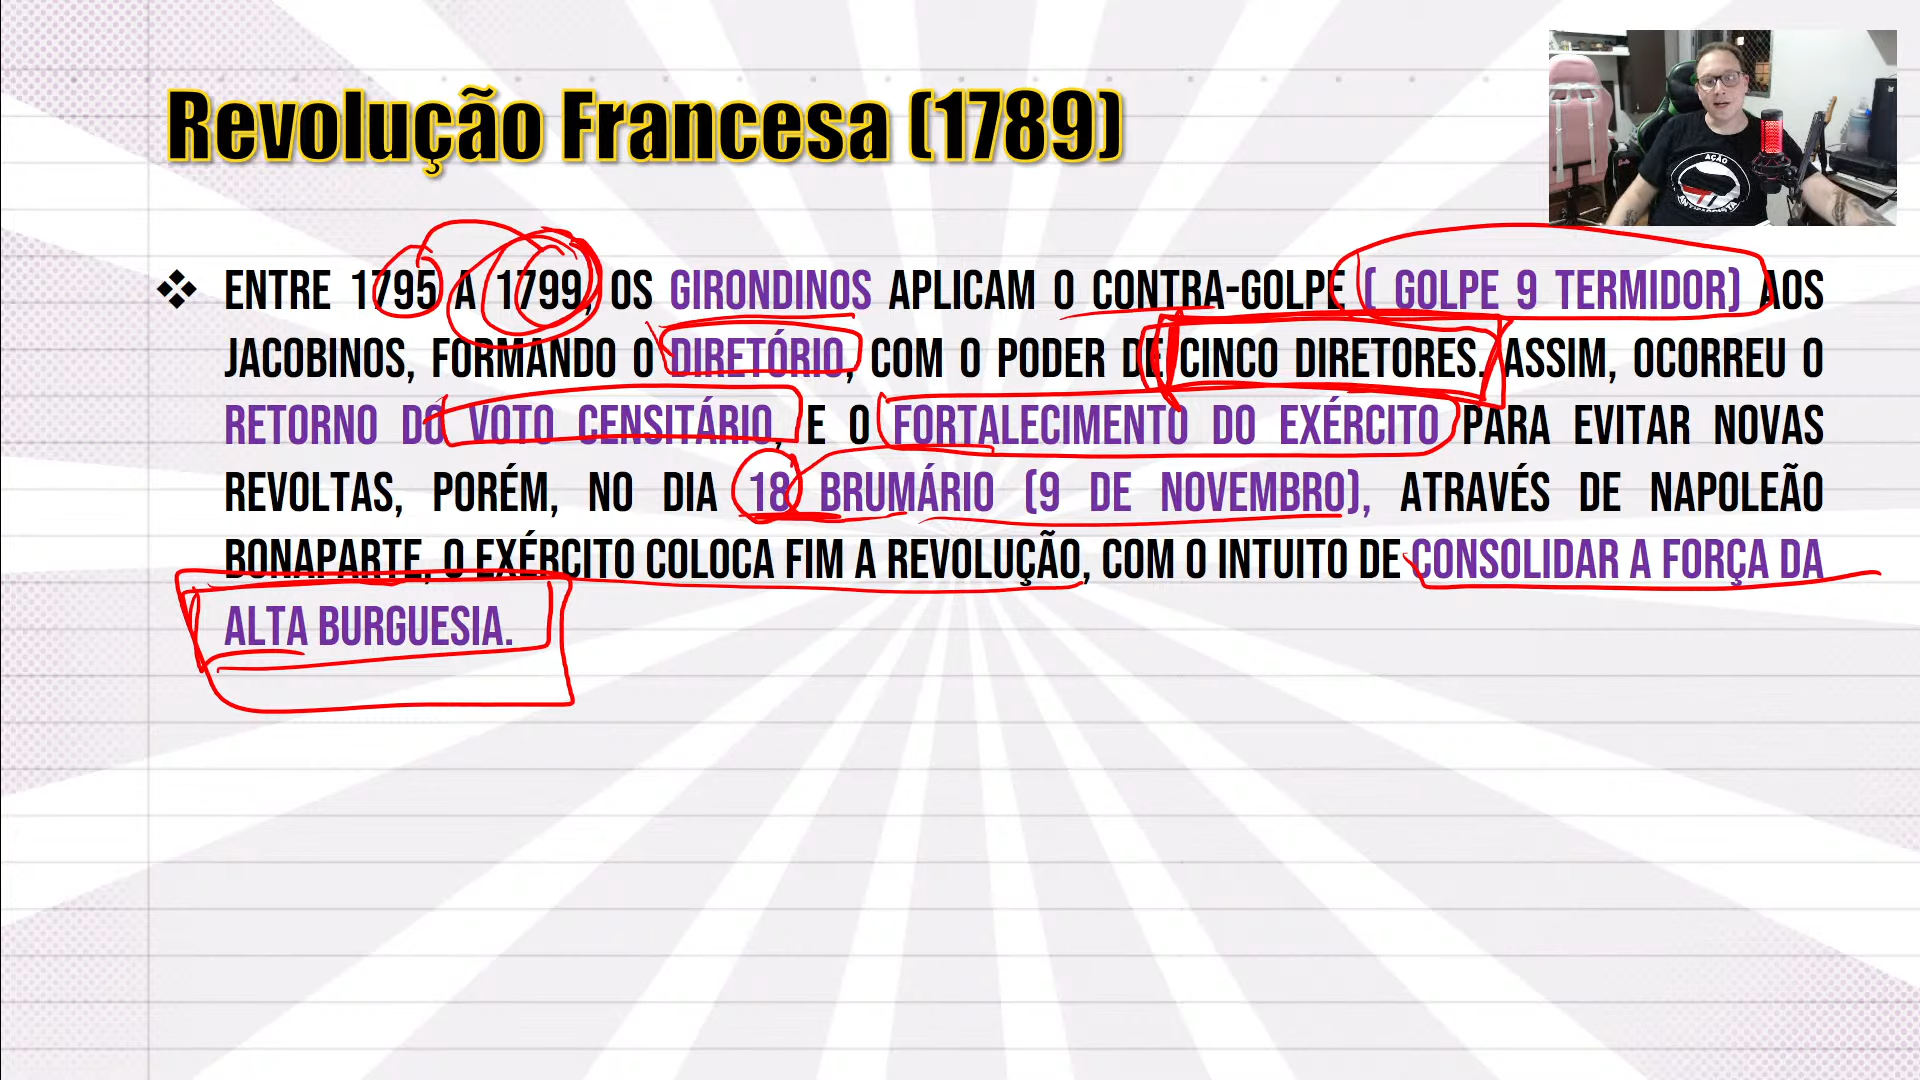 Revolução Francesa (1789)
AÇÃO
ANTIFASCISTA
❖ ENTRE 1795 A 1799, OS GIRONDINOS APLICAM O CONTRA-GOLPE ( GOLPE 9 TERMIDOR) AOS
JACOBINOS, FORMANDO O DIRETÓRIO, COM O PODER DE CINCO DIRETORES. ASSIM, OCORREU O
RETORNO DO VOTO CENSITÁRIO, E O FORTALECIMENTO DO EXÉRCITO PARA EVITAR NOVAS
REVOLTAS, PORÉM, NO DIA 18 BRUMÁRIO (9 DE NOVEMBRO), ATRAVÉS DE NAPOLEÃO
BONAPARTE, O EXÉRCITO COLOCA FIM A REVOLUÇÃO, COM O INTUITO DE CONSOLIDAR A FORÇA DA
ALTA BURGUESIA.